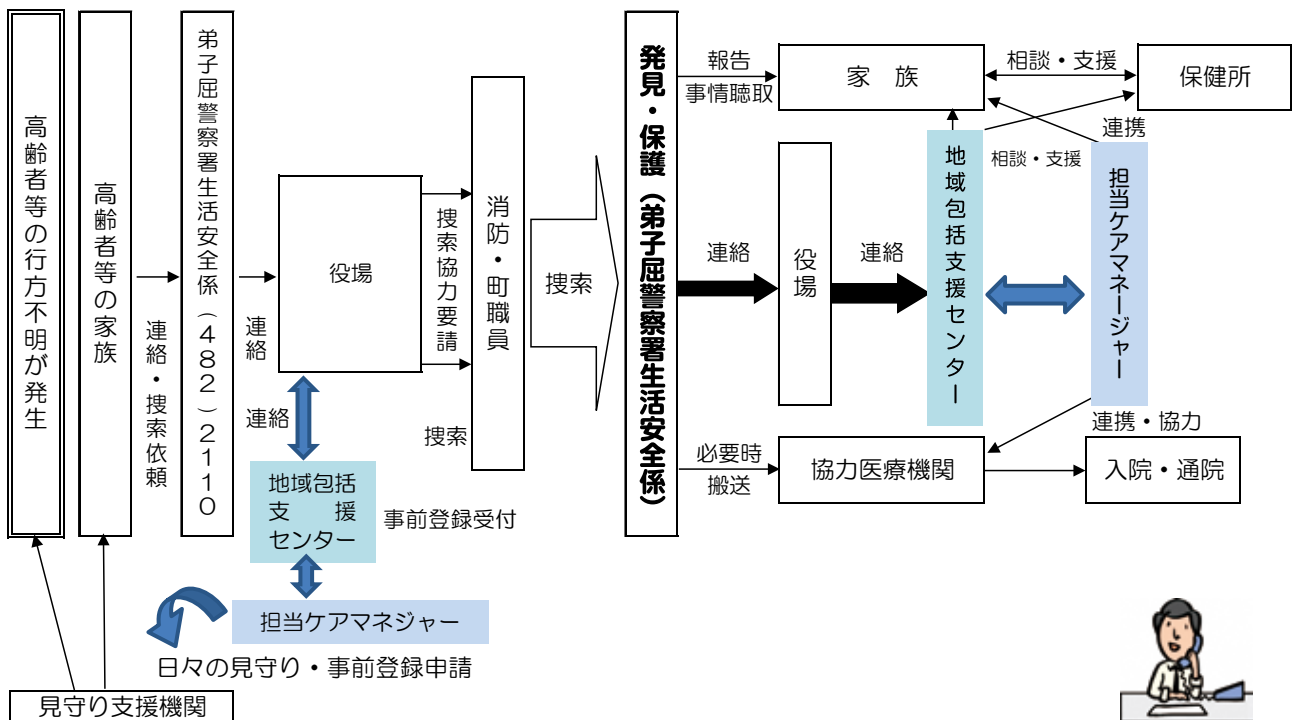 高齢者等の行方不明が発生
高齢者等の家族
連絡・捜索依頼
弟子屈警察署生活安全係（４８２）２１１０
連絡
役場
捜索協力要請
捜索
消防・町職員
連絡
地域包括
支　援
センター
事前登録受付
担当ケアマネジャー
日々の見守り・事前登録申請
見守り支援機関
捜索
発見・保護（弟子屈警察署生活安全係）
報告
事情聴取
家　族
相談・支援
保健所
連携
相談・支援
連絡
役場
連絡
地域包括支援センター
担当ケアマネージャー
連携・協力
必要時
搬送
協力医療機関
入院・通院